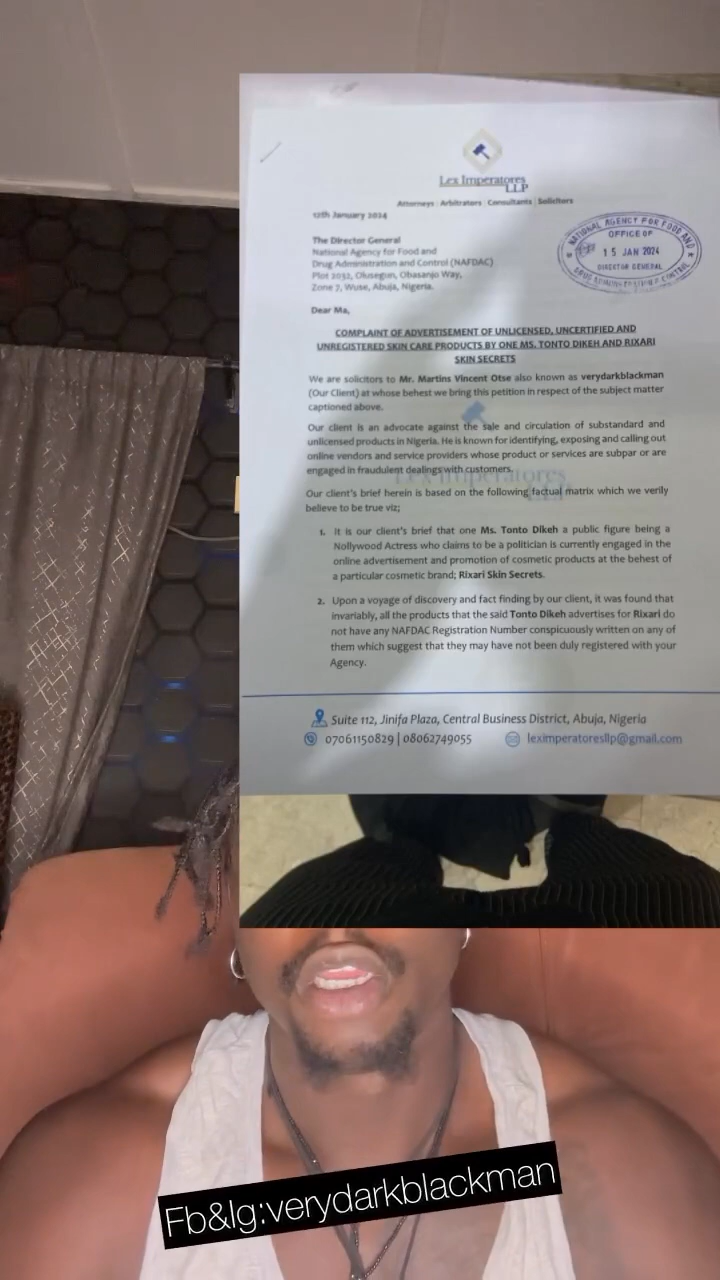 Lex Imperatores
LLP
Attorneys | Arbitrators | Consultants | Solicitors
12th January 2024
NATIONAL AGENCY FOR FOOD AND
OFFICE OF
15 JAN 2024
DIRECTOR GENERAL
DRUG ADMINISTRATION & CONTROL
The Director General
National Agency for Food and
Drug Administration and Control (NAFDAC)
Plot 2032, Olusegun, Obasanjo Way,
Zone 7, Wuse, Abuja, Nigeria.
Dear Ma,
COMPLAINT OF ADVERTISEMENT OF UNLICENSED, UNCERTIFIED AND
UNREGISTERED SKIN CARE PRODUCTS BY ONE MS. TONTO DIKEH AND RIXARI
SKIN SECRETS
We are solicitors to Mr. Martins Vincent Otse also known as verydarkblackman
(Our Client) at whose behest we bring this petition in respect of the subject matter
captioned above.
Our client is an advocate against the sale and circulation of substandard and
unlicensed products in Nigeria. He is known for identifying, exposing and calling out
online vendors and service providers whose product or services are subpar or are
engaged in fraudulent dealings with customers.
Lex Imperatores
LLP
Our client's brief herein is based on the following factual matrix which we verily
believe to be true viz;
1. It is our client's brief that one Ms. Tonto Dikeh a public figure being a
Nollywood Actress who claims to be a politician is currently engaged in the
online advertisement and promotion of cosmetic products at the behest of
a particular cosmetic brand; Rixari Skin Secrets.
2. Upon a voyage of discovery and fact finding by our client, it was found that
invariably, all the products that the said Tonto Dikeh advertises for Rixari do
not have any NAFDAC Registration Number conspicuously written on any of
them which suggest that they may have not been duly registered with your
Agency.
Suite 112, Jinifa Plaza, Central Business District, Abuja, Nigeria
07061150829 | 08062749055 leximperatoresllp@gmail.com
Fb&Ig:verydarkblackman